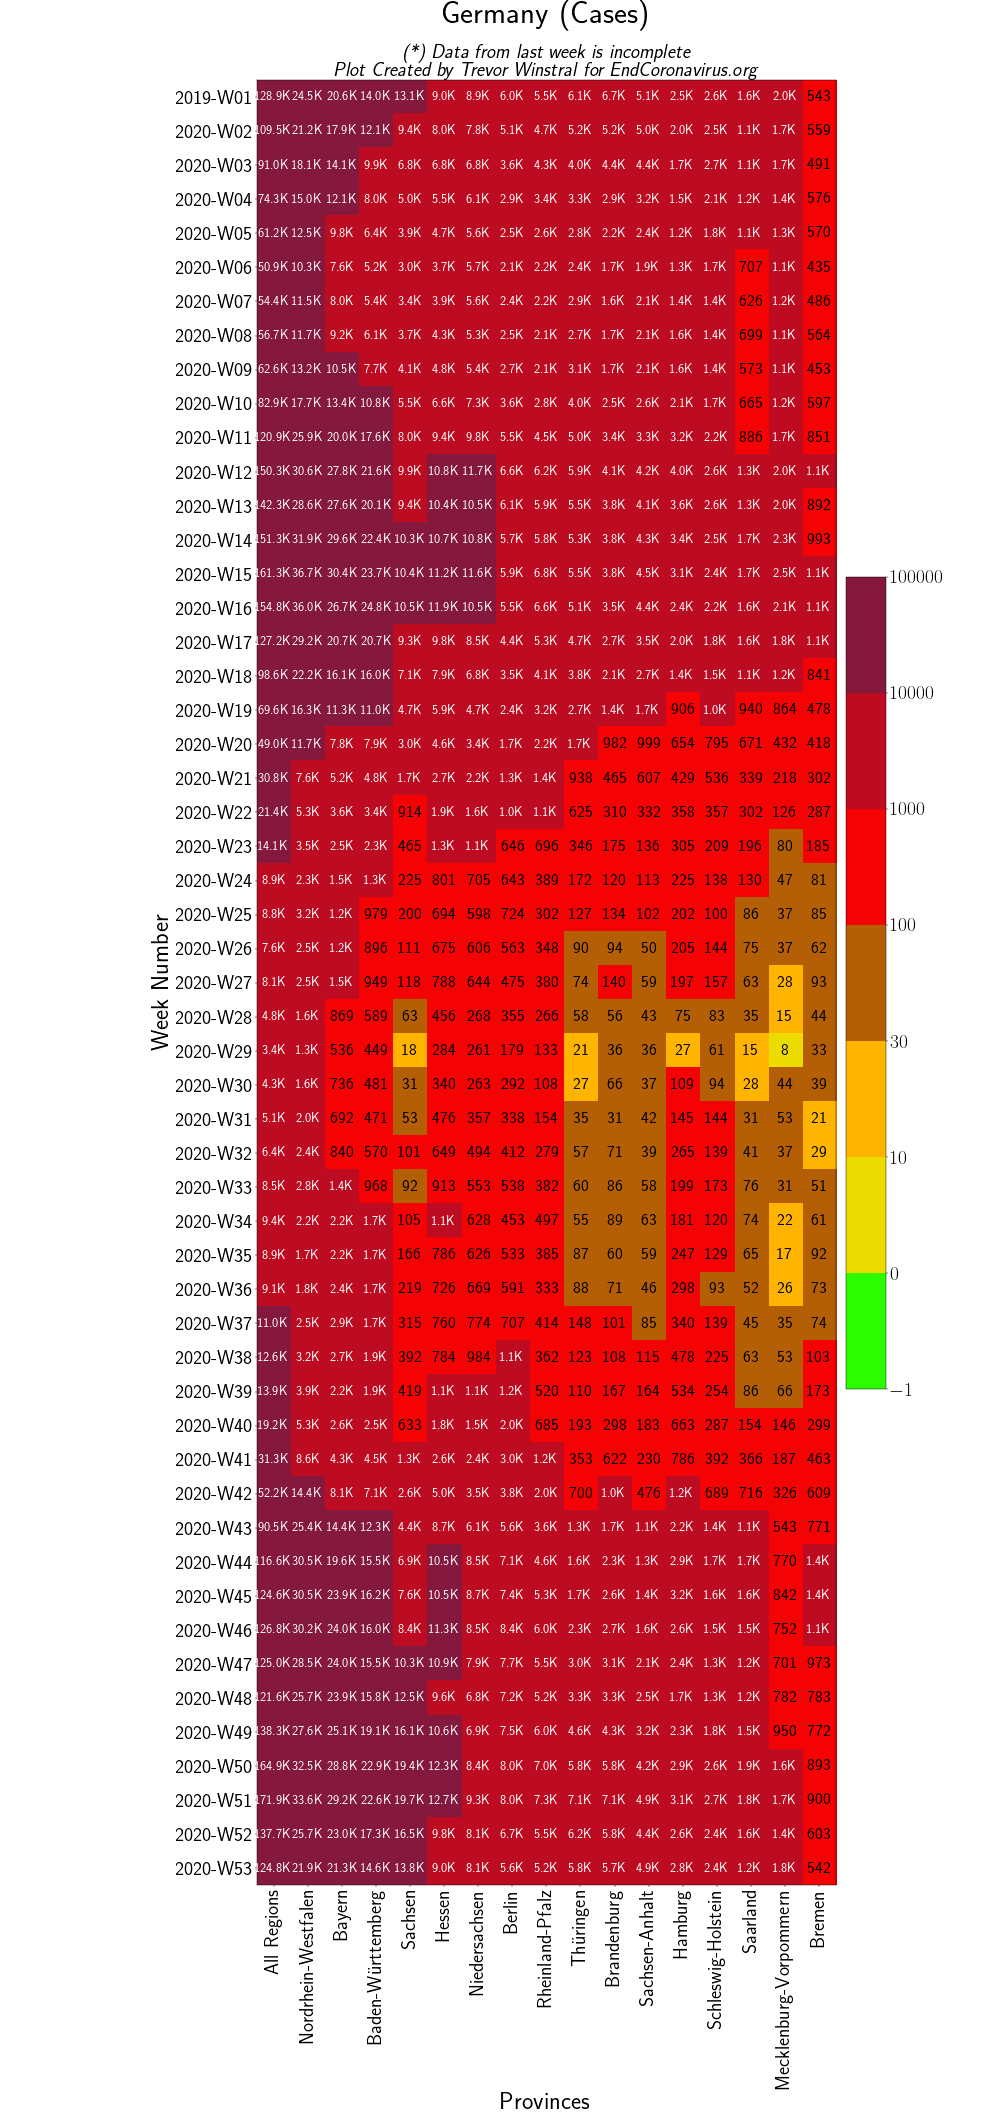 Germany (Cases)
(*) Data from last week is incomplete
Plot Created by Trevor Winstral for EndCoronavirus.org
2019-W01 128.9K 24.5K 20.6K 14.0K 13.1K 9.0K 8.9K 6.0K 5.5K 6.1K 6.7K 5.1K 2.5K 2.6K 1.6K 2.0K 543
2020-W02 109.5K 21.2K 17.9K 12.1K 9.4K 8.0K 7.8K 5.1K 4.7K 5.2K 5.2K 5.0K 2.0K 2.5K 1.1K 1.7K 559
2020-W03 91.0K 18.1K 14.1K 9.9K 6.8K 6.8K 6.8K 3.6K 4.3K 4.0K 4.4K 4.4K 1.7K 2.7K 1.1K 1.7K 491
2020-W04 74.3K 15.0K 12.1K 8.0K 5.0K 5.5K 6.1K 2.9K 3.4K 3.3K 2.9K 3.2K 1.5K 2.1K 1.2K 1.4K 576
2020-W05 61.2K 12.5K 9.8K 6.4K 3.9K 4.7K 5.6K 2.5K 2.6K 2.8K 2.2K 2.4K 1.2K 1.8K 1.1K 1.3K 570
2020-W06 50.9K 10.3K 7.6K 5.2K 3.0K 3.7K 5.7K 2.1K 2.2K 2.4K 1.7K 1.9K 1.3K 1.7K 707 1.1K 435
2020-W07 54.4K 11.5K 8.0K 5.4K 3.4K 3.9K 5.6K 2.4K 2.2K 2.9K 1.6K 2.1K 1.4K 1.4K 626 1.2K 486
2020-W08 56.7K 11.7K 9.2K 6.1K 3.7K 4.3K 5.3K 2.5K 2.1K 2.7K 1.7K 2.1K 1.6K 1.4K 699 1.1K 564
2020-W09 62.6K 13.2K 10.5K 7.7K 4.1K 4.8K 5.4K 2.7K 2.1K 3.1K 1.7K 2.1K 1.6K 1.4K 573 1.1K 453
2020-W10 82.9K 17.7K 13.4K 10.8K 5.5K 6.6K 7.3K 3.6K 2.8K 4.0K 2.5K 2.6K 2.1K 1.7K 665 1.2K 597
2020-W11 120.9K 25.9K 20.0K 17.6K 8.0K 9.4K 9.8K 5.5K 4.5K 5.0K 3.4K 3.3K 3.2K 2.2K 886 1.7K 851
2020-W12 150.3K 30.6K 27.8K 21.6K 9.9K 10.8K 11.7K 6.6K 6.2K 5.9K 4.1K 4.2K 4.0K 2.6K 1.3K 2.0K 1.1K
2020-W13 142.3K 28.6K 27.6K 20.1K 9.4K 10.4K 10.5K 6.1K 5.9K 5.5K 3.8K 4.1K 3.6K 2.6K 1.3K 2.0K 892
2020-W14 151.3K 31.9K 29.6K 22.4K 10.3K 10.7K 10.8K 5.7K 5.8K 5.3K 3.8K 4.3K 3.4K 2.5K 1.7K 2.3K 993
2020-W15 161.3K 36.7K 30.4K 23.7K 10.4K 11.2K 11.6K 5.9K 6.8K 5.5K 3.8K 4.5K 3.1K 2.4K 1.7K 2.5K 1.1K
2020-W16 154.8K 36.0K 26.7K 24.8K 10.5K 11.9K 10.5K 5.5K 6.6K 5.1K 3.5K 4.4K 2.4K 2.2K 1.6K 2.1K 1.1K
2020-W17 127.2K 29.2K 20.7K 20.7K 9.3K 9.8K 8.5K 4.4K 5.3K 4.7K 2.7K 3.5K 2.0K 1.8K 1.6K 1.8K 1.1K
2020-W18 98.6K 22.2K 16.1K 16.0K 7.1K 7.9K 6.8K 3.5K 4.1K 3.8K 2.1K 2.7K 1.4K 1.5K 1.1K 1.2K 841
2020-W19 69.6K 16.3K 11.3K 11.0K 4.7K 5.9K 4.7K 2.4K 3.2K 2.7K 1.4K 1.7K 906 1.0K 940 864 478
2020-W20 49.0K 11.7K 7.8K 7.9K 3.0K 4.6K 3.4K 1.7K 2.2K 1.7K 982 999 654 795 671 432 418
2020-W21 30.8K 7.6K 5.2K 4.8K 1.7K 2.7K 2.2K 1.3K 1.4K 938 465 607 429 536 339 218 302
2020-W22 21.4K 5.3K 3.6K 3.4K 914 1.9K 1.6K 1.0K 1.1K 625 310 332 358 357 302 126 287
2020-W23 14.1K 3.5K 2.5K 2.3K 465 1.3K 1.1K 646 696 346 175 136 305 209 196 80 185
2020-W24 8.9K 2.3K 1.5K 1.3K 225 801 705 643 389 172 120 113 225 138 130 47 81
2020-W25 8.8K 3.2K 1.2K 979 200 694 598 724 302 127 134 102 202 100 86 37 85
2020-W26 7.6K 2.5K 1.2K 896 111 675 606 563 348 90 94 50 205 144 75 37 62
2020-W27 8.1K 2.5K 1.5K 949 118 788 644 475 380 74 140 59 197 157 63 28 93
2020-W28 4.8K 1.6K 869 589 63 456 268 355 266 58 56 43 75 83 35 15 44
2020-W29 3.4K 1.3K 536 449 18 284 261 179 133 21 36 36 27 61 15 8 33
2020-W30 4.3K 1.6K 736 481 31 340 263 292 108 27 66 37 109 94 28 44 39
2020-W31 5.1K 2.0K 692 471 53 476 357 338 154 35 31 42 145 144 31 53 21
2020-W32 6.4K 2.4K 840 570 101 649 494 412 279 57 71 39 265 139 41 37 29
2020-W33 8.5K 2.8K 1.4K 968 92 913 553 538 382 60 86 58 199 173 76 31 51
2020-W34 9.4K 2.2K 2.2K 1.7K 105 1.1K 628 453 497 55 89 63 181 120 74 22 61
2020-W35 8.9K 1.7K 2.2K 1.7K 166 786 626 533 385 87 60 59 247 129 65 17 92
2020-W36 9.1K 1.8K 2.4K 1.7K 219 726 669 591 333 88 71 46 298 93 52 26 73
2020-W37 11.0K 2.5K 2.9K 1.7K 315 760 774 707 414 148 101 85 340 139 45 35 74
2020-W38 12.6K 3.2K 2.7K 1.9K 392 784 984 1.1K 362 123 108 115 478 225 63 53 103
2020-W39 13.9K 3.9K 2.2K 1.9K 419 1.1K 1.1K 1.2K 520 110 167 164 534 254 86 66 173
2020-W40 19.2K 5.3K 2.6K 2.5K 633 1.8K 1.5K 2.0K 685 193 298 183 663 287 154 146 299
2020-W41 31.3K 8.6K 4.3K 4.5K 1.3K 2.6K 2.4K 3.0K 1.2K 353 622 230 786 392 366 187 463
2020-W42 52.2K 14.4K 8.1K 7.1K 2.6K 5.0K 3.5K 3.8K 2.0K 700 1.0K 476 1.2K 689 716 326 609
2020-W43 90.5K 25.4K 14.4K 12.3K 4.4K 8.7K 6.1K 5.6K 3.6K 1.3K 1.7K 1.1K 2.2K 1.4K 1.1K 543 771
2020-W44 116.6K 30.5K 19.6K 15.5K 6.9K 10.5K 8.5K 7.1K 4.6K 1.6K 2.3K 1.3K 2.9K 1.7K 1.7K 770 1.4K
2020-W45 124.6K 30.5K 23.9K 16.2K 7.6K 10.5K 8.7K 7.4K 5.3K 1.7K 2.6K 1.4K 3.2K 1.6K 1.6K 842 1.4K
2020-W46 126.8K 30.2K 24.0K 16.0K 8.4K 11.3K 8.5K 8.4K 6.0K 2.3K 2.7K 1.6K 2.6K 1.5K 1.5K 752 1.1K
2020-W47 125.0K 28.5K 24.0K 15.5K 10.3K 10.9K 7.9K 7.7K 5.5K 3.0K 3.1K 2.1K 2.4K 1.3K 1.2K 701 973
2020-W48 121.6K 25.7K 23.9K 15.8K 12.5K 9.6K 6.8K 7.2K 5.2K 3.3K 3.3K 2.5K 1.7K 1.3K 1.2K 782 783
2020-W49 138.3K 27.6K 25.1K 19.1K 16.1K 10.6K 6.9K 7.5K 6.0K 4.6K 4.3K 3.2K 2.3K 1.8K 1.5K 950 772
2020-W50 164.9K 32.5K 28.8K 22.9K 19.4K 12.3K 8.4K 8.0K 7.0K 5.8K 5.8K 4.2K 2.9K 2.6K 1.9K 1.6K 893
2020-W51 171.9K 33.6K 29.2K 22.6K 19.7K 12.7K 9.3K 8.0K 7.3K 7.1K 7.1K 4.9K 3.1K 2.7K 1.8K 1.7K 900
2020-W52 137.7K 25.7K 23.0K 17.3K 16.5K 9.8K 8.1K 6.7K 5.5K 6.2K 5.8K 4.4K 2.6K 2.4K 1.6K 1.4K 603
2020-W53 124.8K 21.9K 21.3K 14.6K 13.8K 9.0K 8.1K 5.6K 5.2K 5.8K 5.7K 4.9K 2.8K 2.4K 1.2K 1.8K 542
Week Number
All Regions
Nordrhein-Westfalen
Bayern
Baden-Württemberg
Sachsen
Hessen
Niedersachsen
Berlin
Rheinland-Pfalz
Thüringen
Brandenburg
Sachsen-Anhalt
Hamburg
Schleswig-Holstein
Saarland
Mecklenburg-Vorpommern
Bremen
Provinces
100000
10000
1000
100
30
10
0
−1